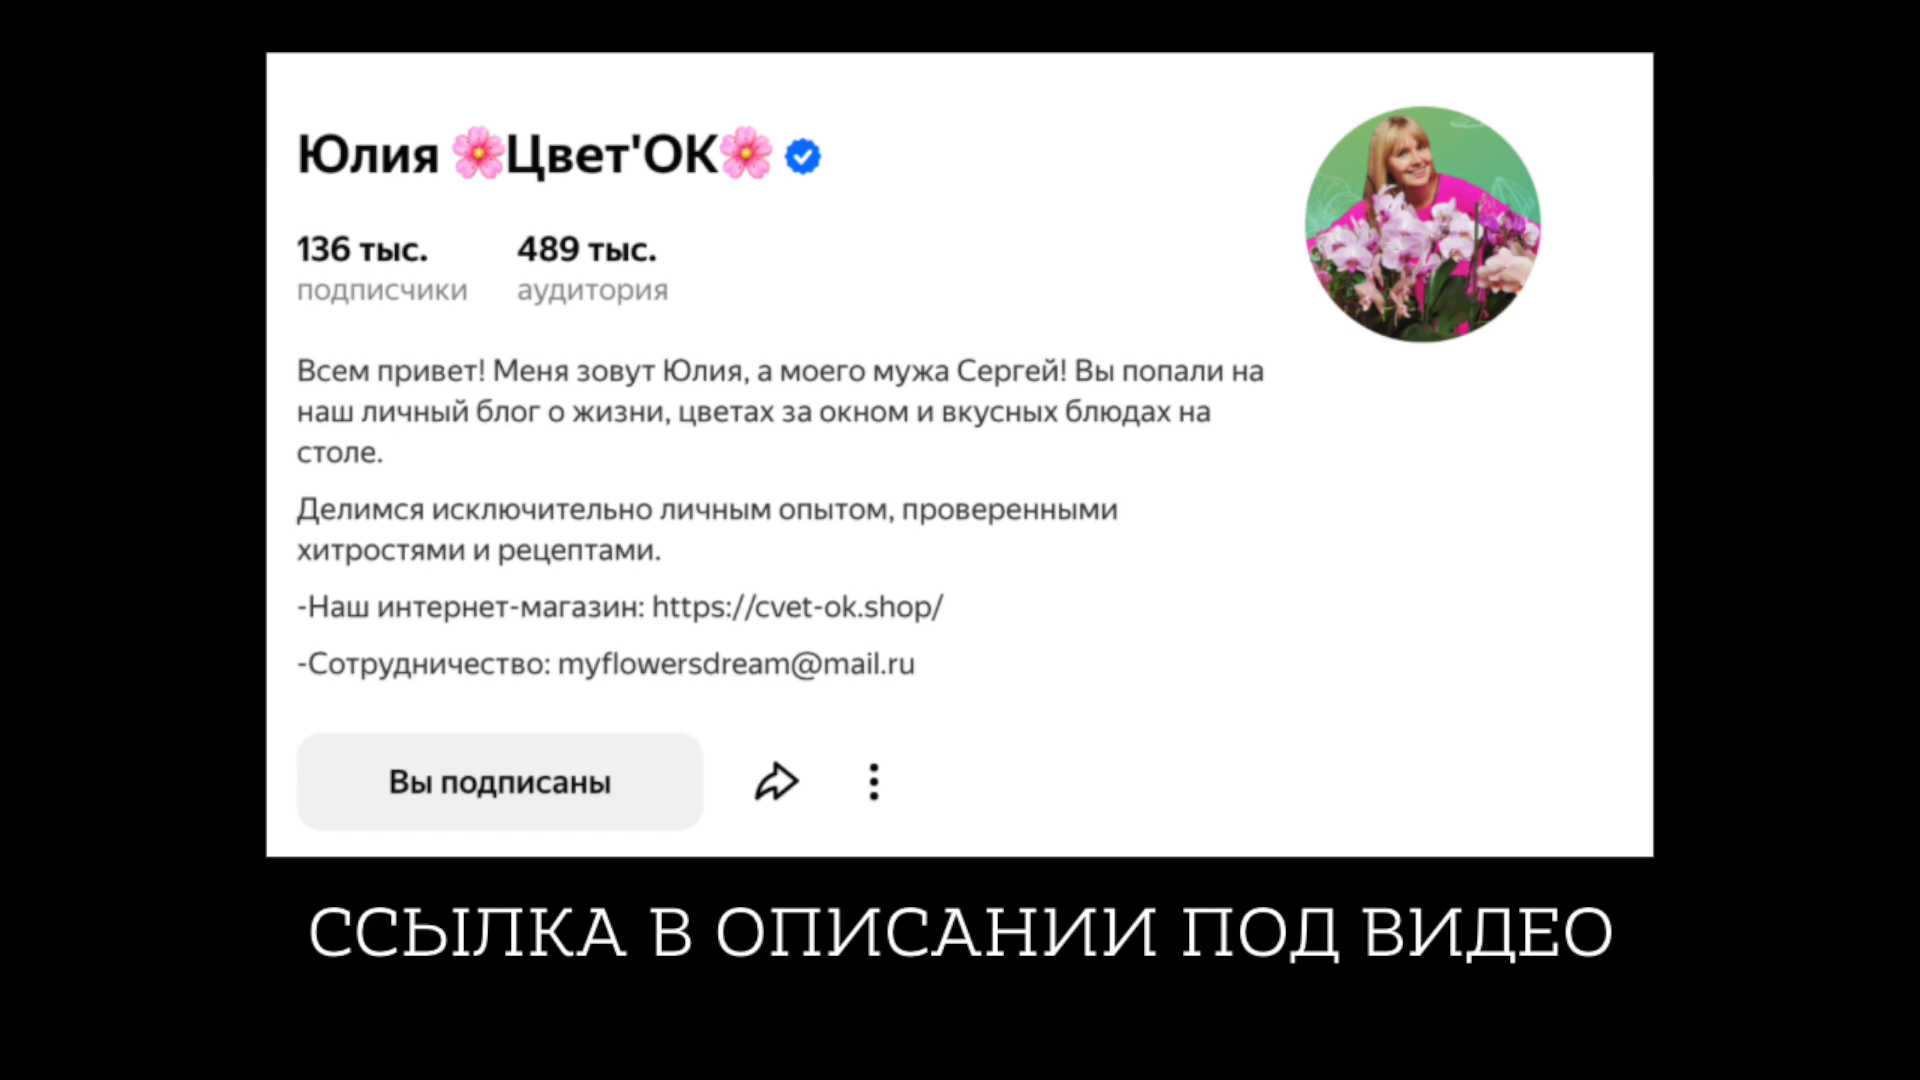 Юлия 🌸Цвет'ОК🌸
136 тыс. 489 тыс.
подписчики аудитория
Всем привет! Меня зовут Юлия, а моего мужа Сергей! Вы попали на
наш личный блог о жизни, цветах за окном и вкусных блюдах на
столе.
Делимся исключительно личным опытом, проверенными
хитростями и рецептами.
-Наш интернет-магазин: https://cvet-ok.shop/
-Сотрудничество: myflowersdream@mail.ru
Вы подписаны
ССЫЛКА В ОПИСАНИИ ПОД ВИДЕО